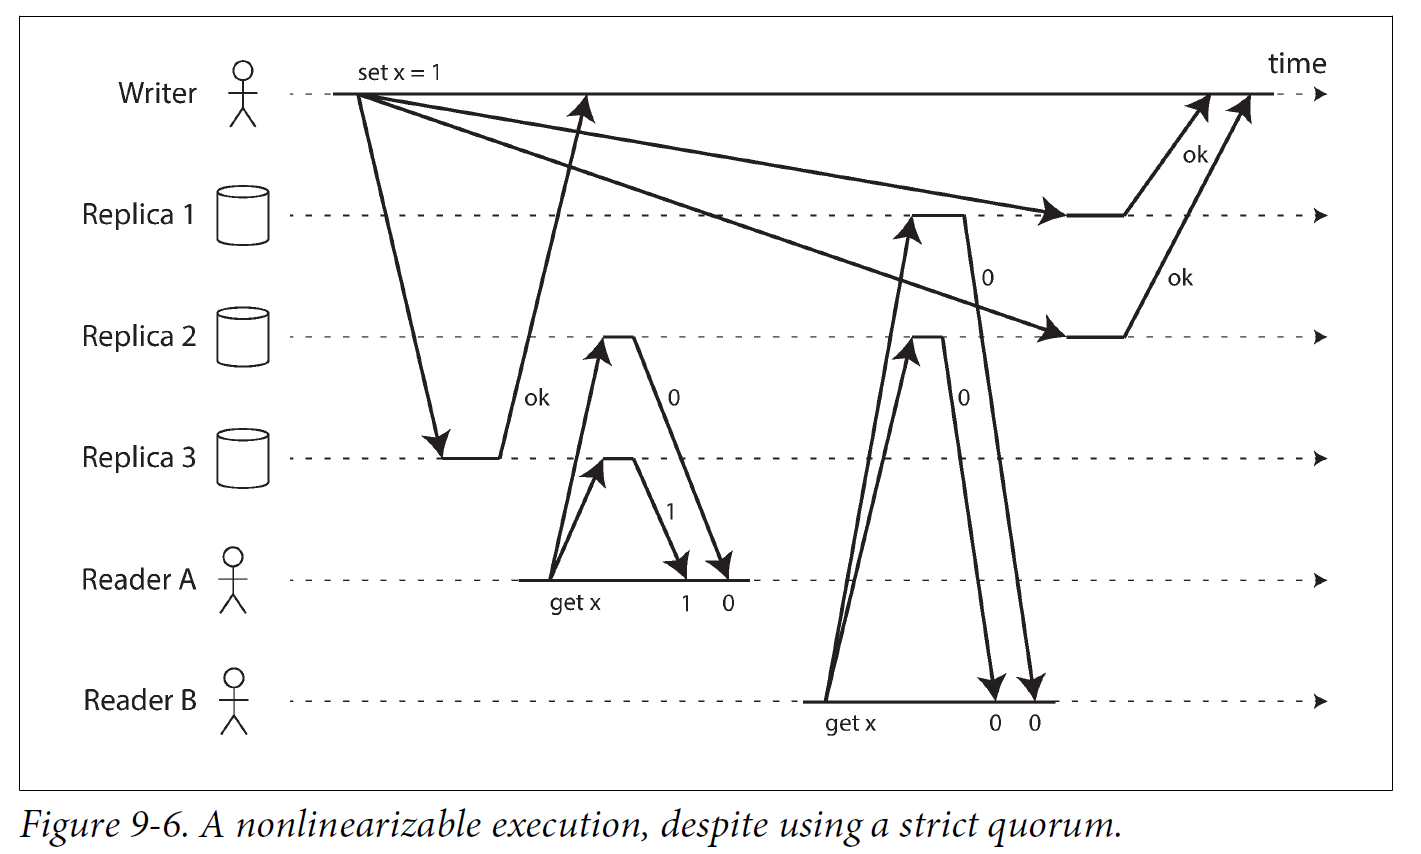 time
set x = 1
Writer
ok
Replica 1
0
ok
Replica 2
ok
0
0
Replica 3
1
Reader A
get x
1
0
Reader B
get x
0
0
Figure 9-6. A nonlinearizable execution, despite using a strict quorum.